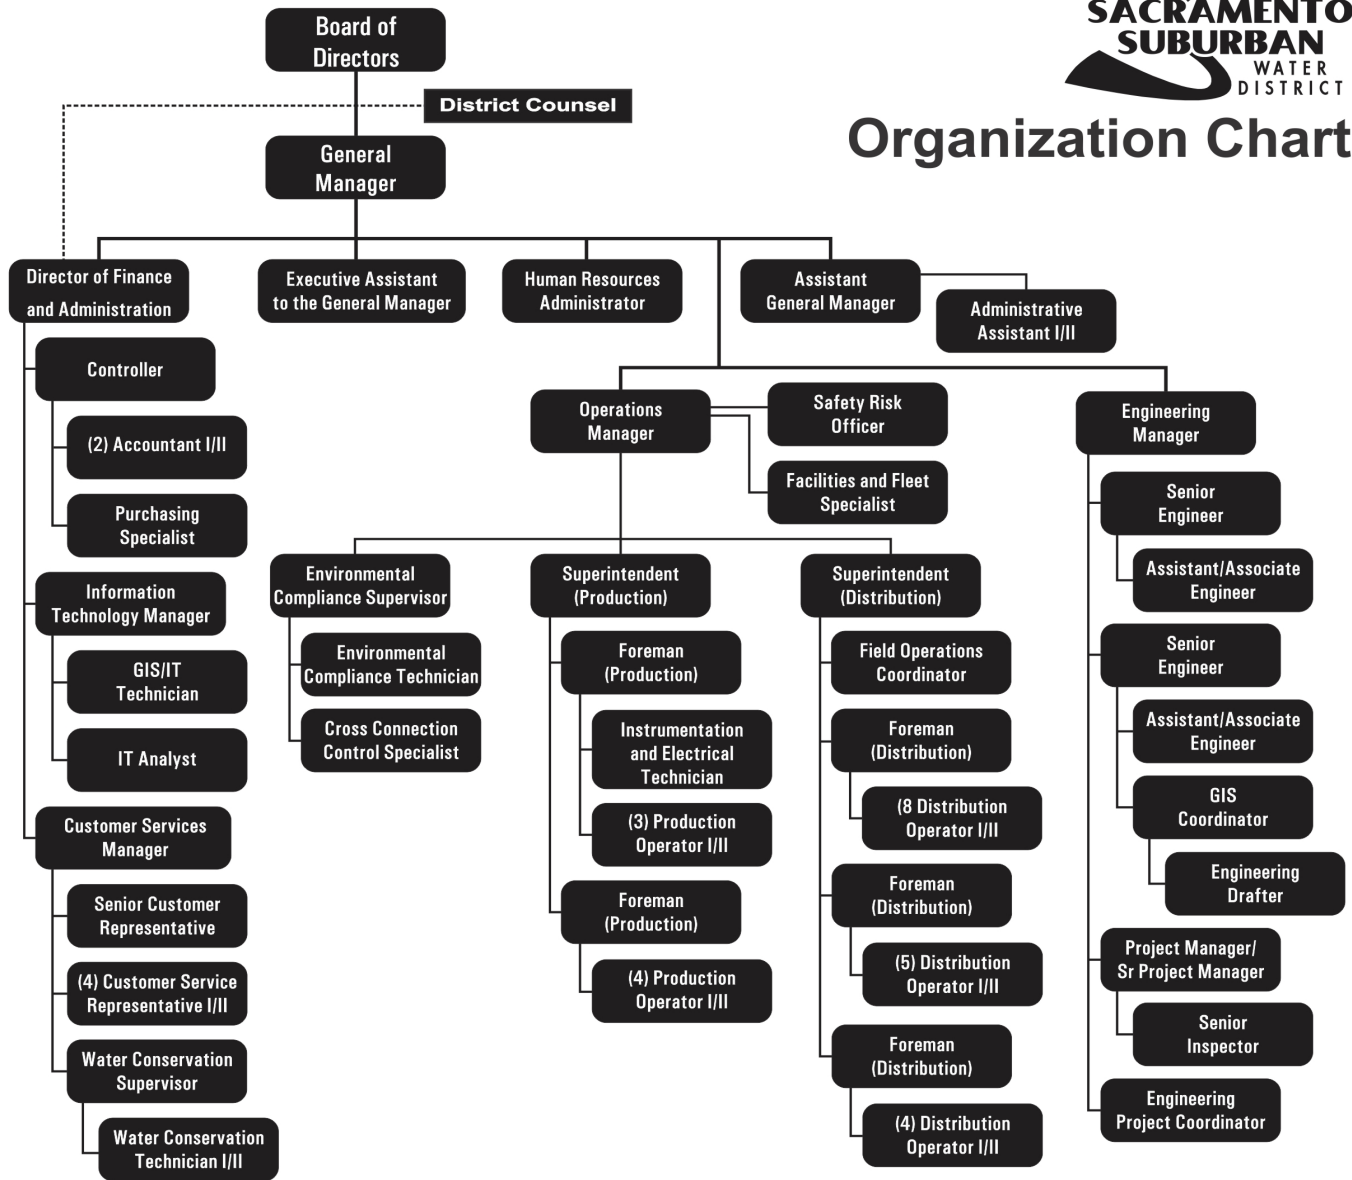 SACRAMENTO
SUBURBAN
WATER
DISTRICT
Organization Chart
Board of
Directors
District Counsel
General
Manager
Director of Finance
and Administration
Executive Assistant
to the General Manager
Human Resources
Administrator
Assistant
General Manager
Administrative
Assistant I/II
Controller
(2) Accountant I/II
Purchasing
Specialist
Information
Technology Manager
GIS/IT
Technician
IT Analyst
Customer Services
Manager
Senior Customer
Representative
(4) Customer Service
Representative I/II
Water Conservation
Supervisor
Water Conservation
Technician I/II
Operations
Manager
Safety Risk
Officer
Facilities and Fleet
Specialist
Environmental
Compliance Supervisor
Environmental
Compliance Technician
Cross Connection
Control Specialist
Superintendent
(Production)
Foreman
(Production)
Instrumentation
and Electrical
Technician
(3) Production
Operator I/II
Foreman
(Production)
(4) Production
Operator I/II
Superintendent
(Distribution)
Field Operations
Coordinator
Foreman
(Distribution)
(8 Distribution
Operator I/II
Foreman
(Distribution)
(5) Distribution
Operator I/II
Foreman
(Distribution)
(4) Distribution
Operator I/II
Engineering
Manager
Senior
Engineer
Assistant/Associate
Engineer
Senior
Engineer
Assistant/Associate
Engineer
GIS
Coordinator
Engineering
Drafter
Project Manager/
Sr Project Manager
Senior
Inspector
Engineering
Project Coordinator